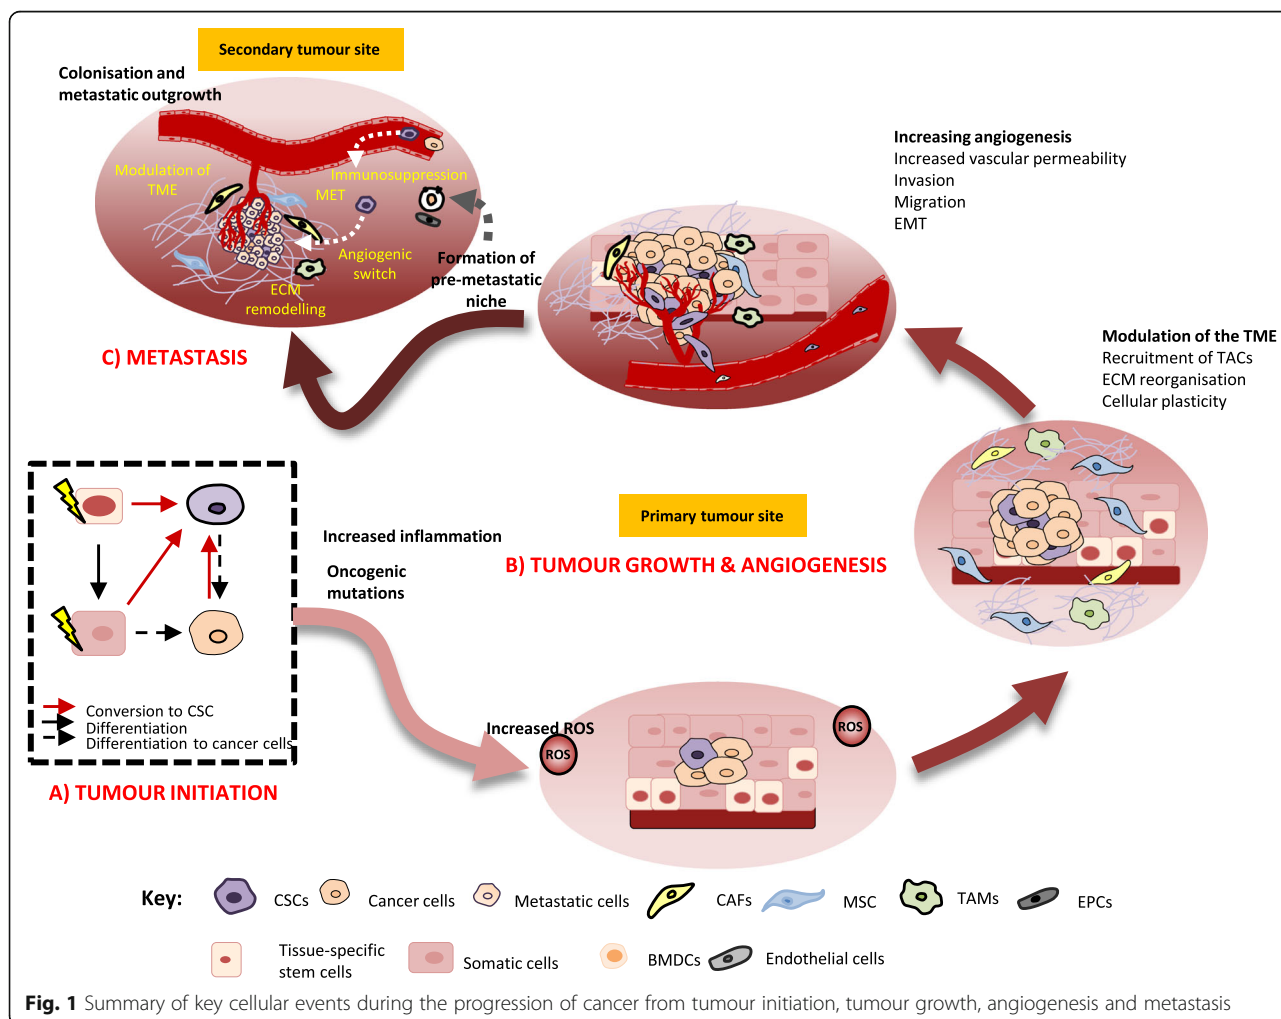 Secondary tumour site
Colonisation and
metastatic outgrowth
Modulation of
TME
Immunosuppression
MET
Angiogenic
switch
ECM
remodelling
Formation of
pre-metastatic
niche
C) METASTASIS
Increasing angiogenesis
Increased vascular permeability
Invasion
Migration
EMT
Modulation of the TME
Recruitment of TACs
ECM reorganisation
Cellular plasticity
Primary tumour site
B) TUMOUR GROWTH & ANGIOGENESIS
Increased inflammation
Oncogenic
mutations
Conversion to CSC
Differentiation
Differentiation to cancer cells
A) TUMOUR INITIATION
Increased ROS
ROS
ROS
Key:
CSCs
Cancer cells
Metastatic cells
CAFs
MSC
TAMs
EPCs
Tissue-specific
stem cells
Somatic cells
BMDCs
Endothelial cells
Fig. 1 Summary of key cellular events during the progression of cancer from tumour initiation, tumour growth, angiogenesis and metastasis